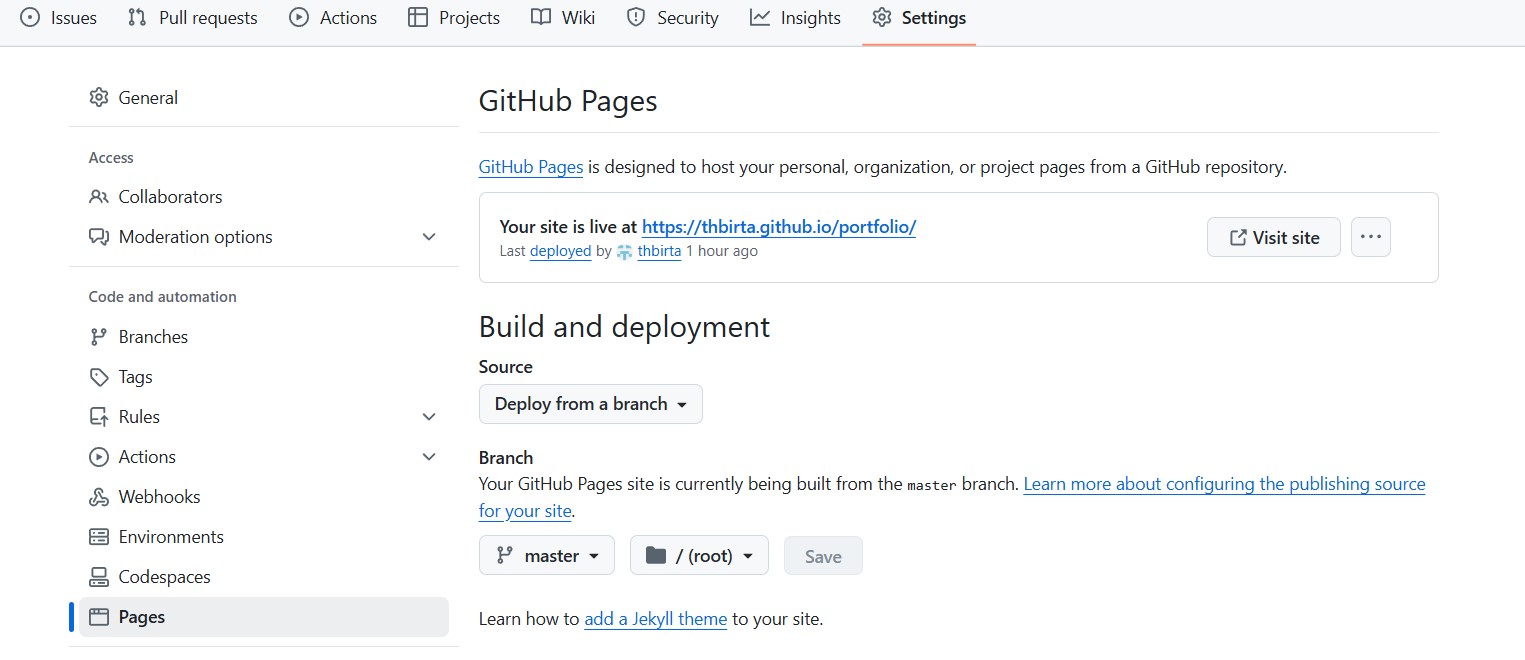 Issues Pull requests Actions Projects Wiki Security Insights Settings
General
Access
Collaborators
Moderation options
Code and automation
Branches
Tags
Rules
Actions
Webhooks
Environments
Codespaces
Pages
GitHub Pages
GitHub Pages is designed to host your personal, organization, or project pages from a GitHub repository.
Your site is live at https://thbirta.github.io/portfolio/
Last deployed by thbirta 1 hour ago
Visit site
Build and deployment
Source
Deploy from a branch
Branch
Your GitHub Pages site is currently being built from the master branch. Learn more about configuring the publishing source
for your site.
master / (root) Save
Learn how to add a Jekyll theme to your site.